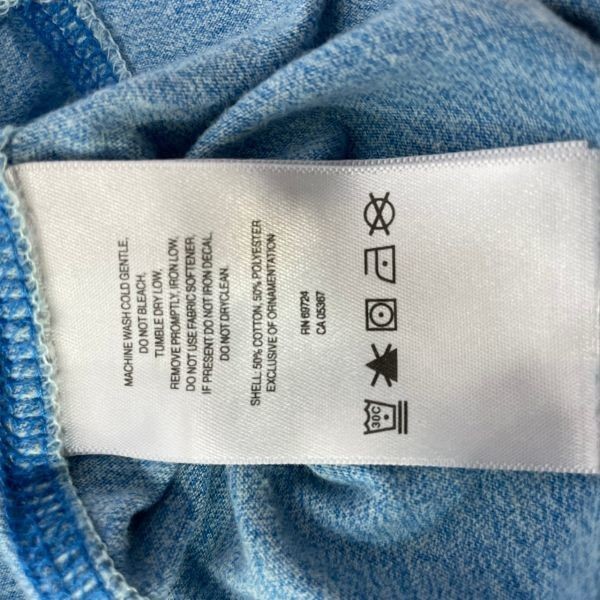 MACHINE WASH COLD GENTLE.
DO NOT BLEACH.
TUMBLE DRY LOW.
REMOVE PROMPTLY, IRON LOW.
DO NOT USE FABRIC SOFTENER.
IF PRESENT DO NOT IRON DECAL.
DO NOT DRYCLEAN.
SHELL: 50% COTTON, 50% POLYESTER
EXCLUSIVE OF ORNAMENTATION
RN 69724
CA 05367
30C